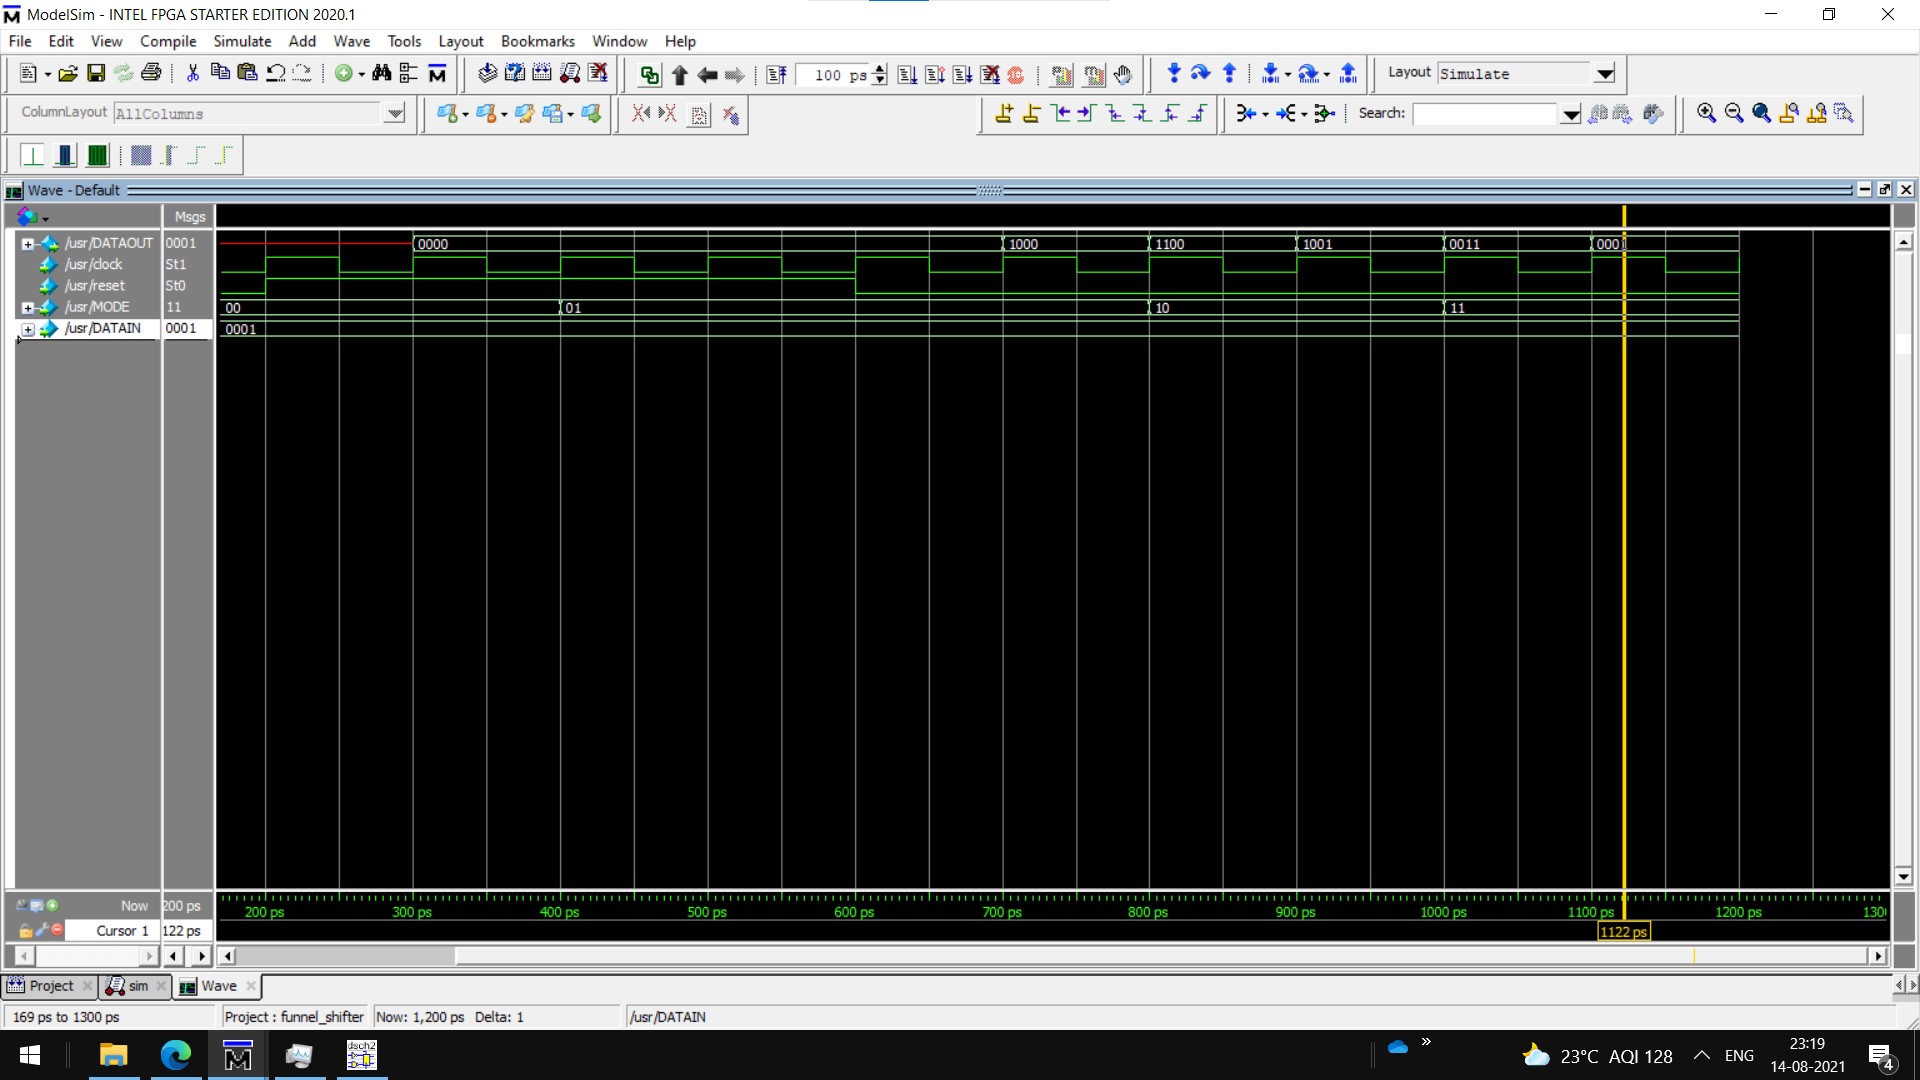 ModelSim - INTEL FPGA STARTER EDITION 2020.1
File Edit View Compile Simulate Add Wave Tools Layout Bookmarks Window Help
100 ps Layout Simulate
ColumnLayout AllColumns Search:
Wave - Default
Msgs
/usr/DATAOUT 0001 0000 1000 1100 1001 0011 0001
/usr/clock St1
/usr/reset St0
/usr/MODE 11 00 01 10 11
/usr/DATAIN 0001 0001
Now 200 ps 200 ps 300 ps 400 ps 500 ps 600 ps 700 ps 800 ps 900 ps 1000 ps 1100 ps 1200 ps 130
Cursor 1 122 ps 1122 ps
Project sim Wave
169 ps to 1300 ps Project : funnel_shifter Now: 1,200 ps Delta: 1 /usr/DATAIN
dsch2
23°C AQI 128 ENG 23:19
14-08-2021 4